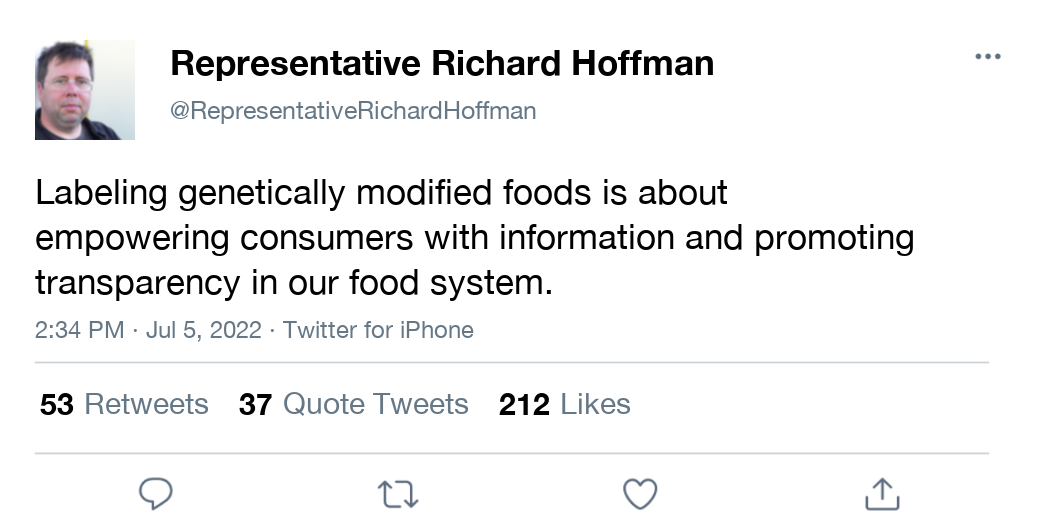 Representative Richard Hoffman
@RepresentativeRichardHoffman
Labeling genetically modified foods is about
empowering consumers with information and promoting
transparency in our food system.
2:34 PM · Jul 5, 2022 · Twitter for iPhone
53 Retweets 37 Quote Tweets 212 Likes